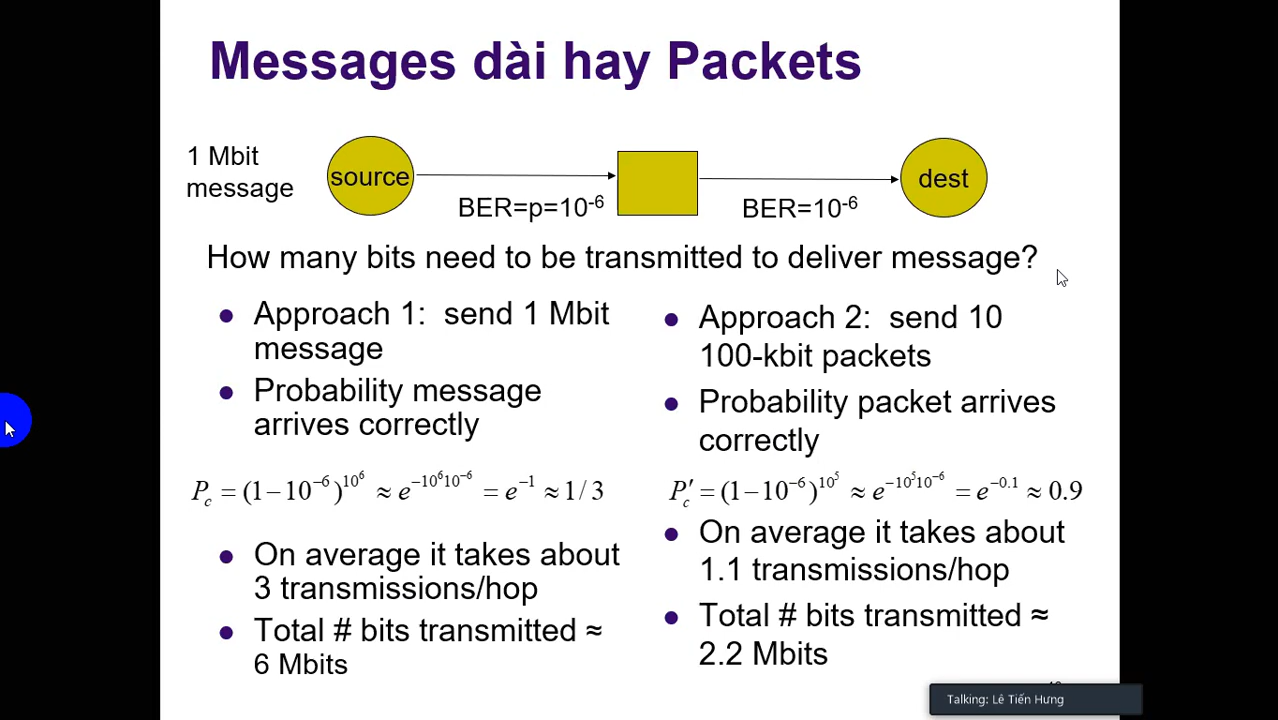 Messages dài hay Packets
1 Mbit
message
source
BER=p=10⁻⁶
BER=10⁻⁶
dest
How many bits need to be transmitted to deliver message?
● Approach 1: send 1 Mbit
message
● Probability message
arrives correctly
P_c = (1−10⁻⁶)^{10⁶} ≈ e^{−10⁶10⁻⁶} = e⁻¹ ≈ 1/3
● On average it takes about
3 transmissions/hop
● Total # bits transmitted ≈
6 Mbits
● Approach 2: send 10
100-kbit packets
● Probability packet arrives
correctly
P′_c = (1−10⁻⁶)^{10⁵} ≈ e^{−10⁵10⁻⁶} = e^{−0.1} ≈ 0.9
● On average it takes about
1.1 transmissions/hop
● Total # bits transmitted ≈
2.2 Mbits
Talking: Lê Tiến Hưng